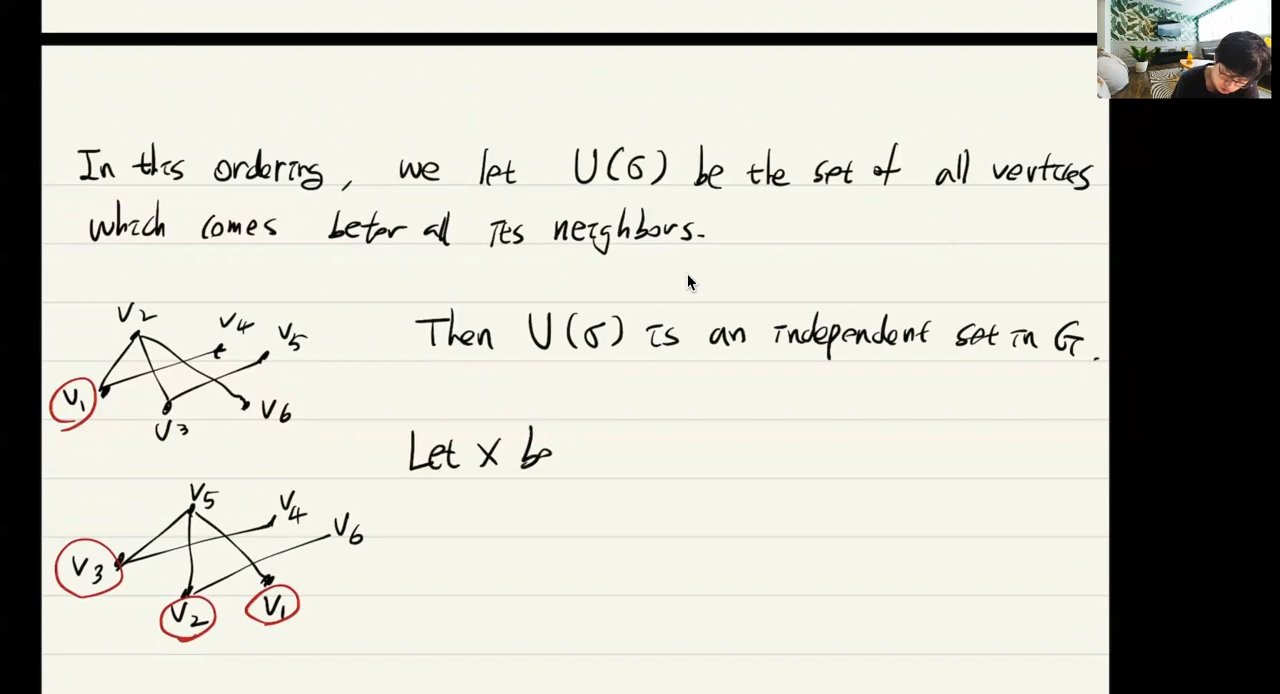 In this ordering, we let U(σ) be the set of all vertices
which comes befor all its neighbors.
V2
V4
V5
V1
V3
V6
Then U(σ) is an independent set in G.
Let X be
V5
V4
V6
V3
V2
V1